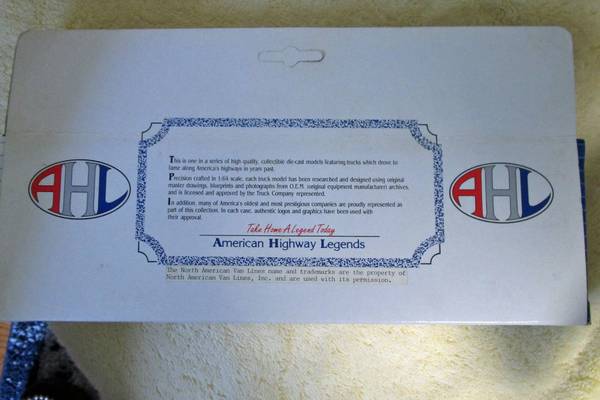 This is one in a series of high quality, collectible die-cast models featuring trucks which drove to
fame along America's highways in years past.
Precision crafted in 1:64 scale, each truck model has been researched and designed using original
master drawings, blueprints and photographs from O.E.M. (original equipment manufacturer) archives,
and is licensed and approved by the Truck Company represented.
In addition, many of America's oldest and most prestigious companies are proudly represented as
part of this collection. In each case, authentic logos and graphics have been used with
their approval.
AHL
AHL
Take Home A Legend Today
American Highway Legends
The North American Van Lines name and trademarks are the property of
North American Van Lines, Inc. and are used with its permission.